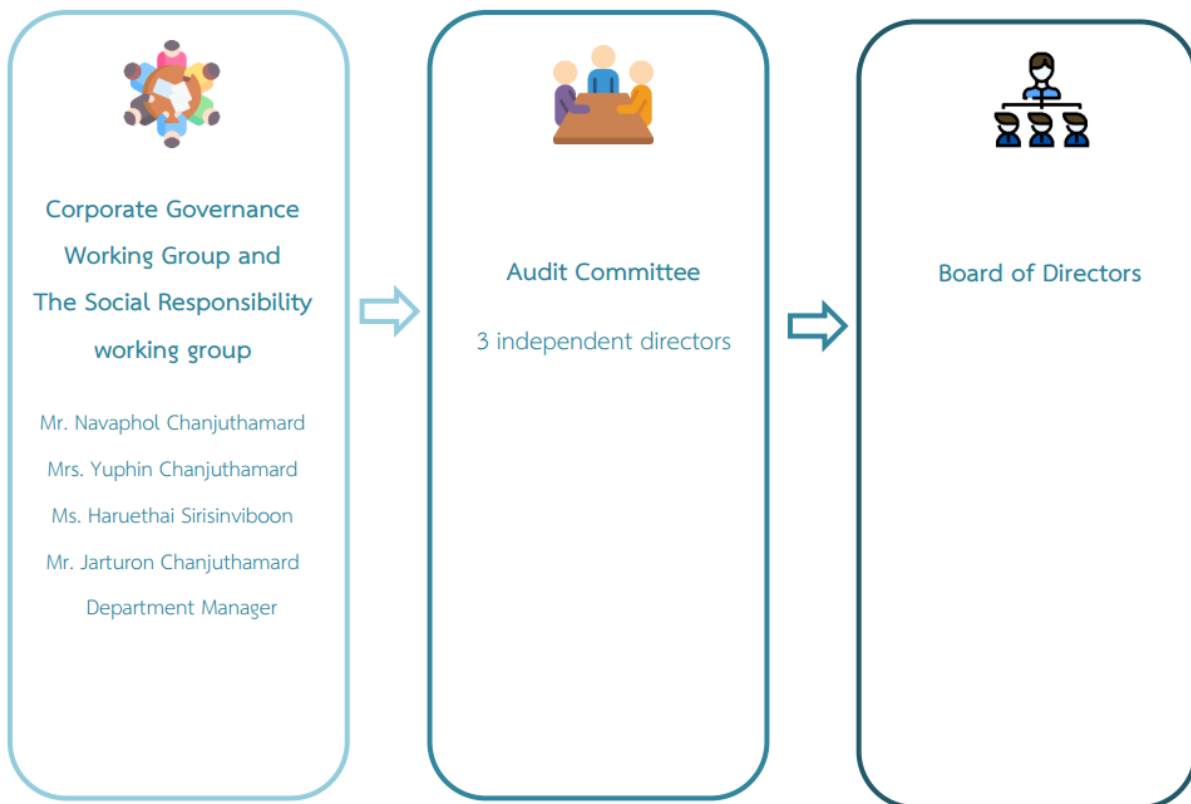 Corporate Governance
Working Group and
The Social Responsibility
working group
Mr. Navaphol Chanjuthamard
Mrs. Yuphin Chanjuthamard
Ms. Haruethai Sirisinviboon
Mr. Jarturon Chanjuthamard
Department Manager
Audit Committee
3 independent directors
Board of Directors